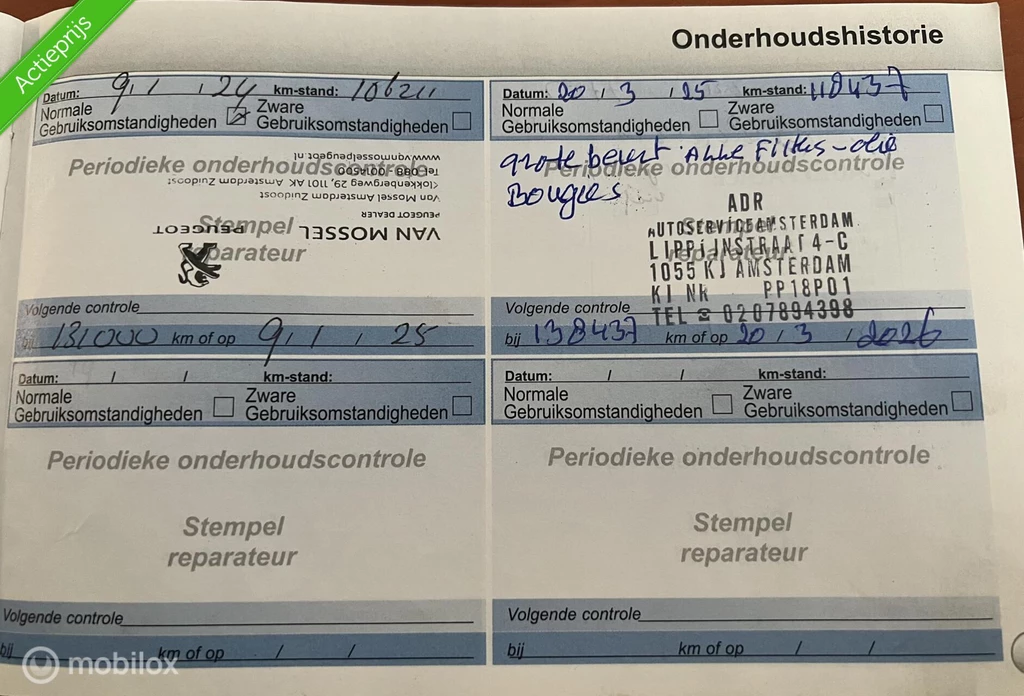 Actieprijs
Onderhoudshistorie
Datum: 9 / 1 / 24 km-stand: 106211
Normale Gebruiksomstandigheden Zware Gebruiksomstandigheden
Periodieke onderhoudscontrole
www.vanmosselpeugeot.nl
Klokkenbergweg 29, 1101 AK Amsterdam Zuidoost
Van Mossel Amsterdam Zuidoost
PEUGEOT DEALER
VAN MOSSEL PEUGEOT
Stempel
reparateur
Volgende controle
bij 131000 km of op 9 / 1 / 25
Datum: 20 / 3 / 25 km-stand: 118437
Normale Gebruiksomstandigheden Zware Gebruiksomstandigheden
grote beurt Alle Filters - olie
Bougies
Periodieke onderhoudscontrole
ADR
AUTOSERVICE AMSTERDAM
LIPPIJNSTRAAT 4-C
1055 KJ AMSTERDAM
KI NR PP18P01
TEL ☎ 0207894398
Stempel
reparateur
Volgende controle
bij 138437 km of op 20 / 3 / 2026
Datum: / / km-stand:
Normale Gebruiksomstandigheden Zware Gebruiksomstandigheden
Periodieke onderhoudscontrole
Stempel
reparateur
Volgende controle
bij km of op / /
Datum: / / km-stand:
Normale Gebruiksomstandigheden Zware Gebruiksomstandigheden
Periodieke onderhoudscontrole
Stempel
reparateur
Volgende controle
bij km of op / /
mobilox